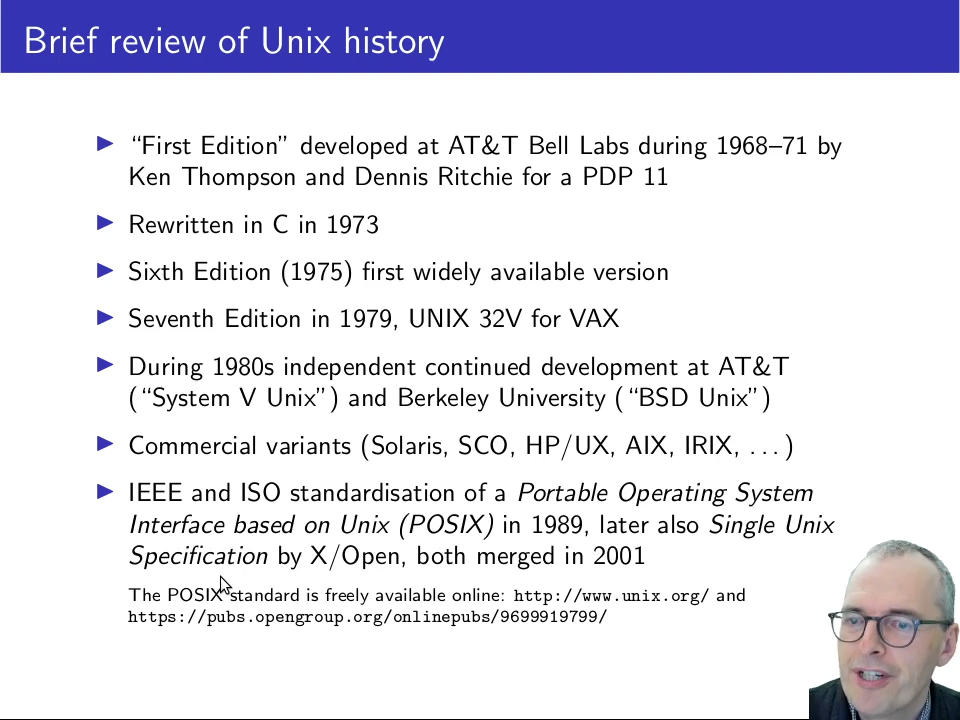 Brief review of Unix history
“First Edition” developed at AT&T Bell Labs during 1968–71 by
Ken Thompson and Dennis Ritchie for a PDP 11
Rewritten in C in 1973
Sixth Edition (1975) first widely available version
Seventh Edition in 1979, UNIX 32V for VAX
During 1980s independent continued development at AT&T
(“System V Unix”) and Berkeley University (“BSD Unix”)
Commercial variants (Solaris, SCO, HP/UX, AIX, IRIX, . . . )
IEEE and ISO standardisation of a Portable Operating System
Interface based on Unix (POSIX) in 1989, later also Single Unix
Specification by X/Open, both merged in 2001
The POSIX standard is freely available online: http://www.unix.org/ and
https://pubs.opengroup.org/onlinepubs/9699919799/